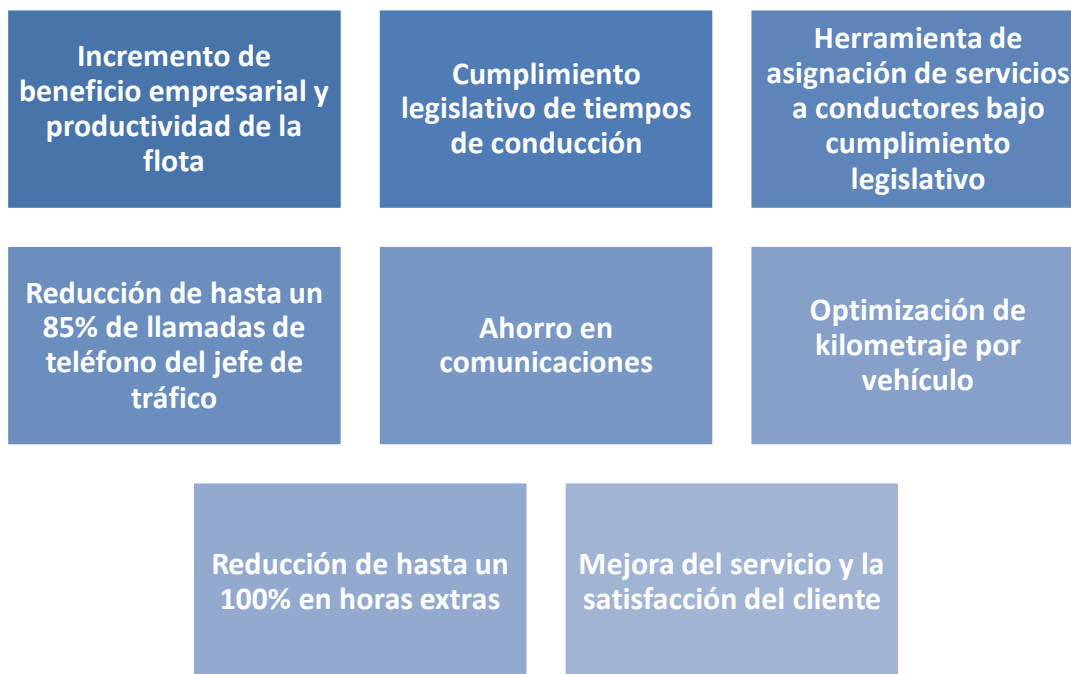 Incremento de
beneficio empresarial y
productividad de la
flota
Cumplimiento
legislativo de tiempos
de conducción
Herramienta de
asignación de servicios
a conductores bajo
cumplimiento
legislativo
Reducción de hasta un
85% de llamadas de
teléfono del jefe de
tráfico
Ahorro en
comunicaciones
Optimización de
kilometraje por
vehículo
Reducción de hasta un
100% en horas extras
Mejora del servicio y la
satisfacción del cliente